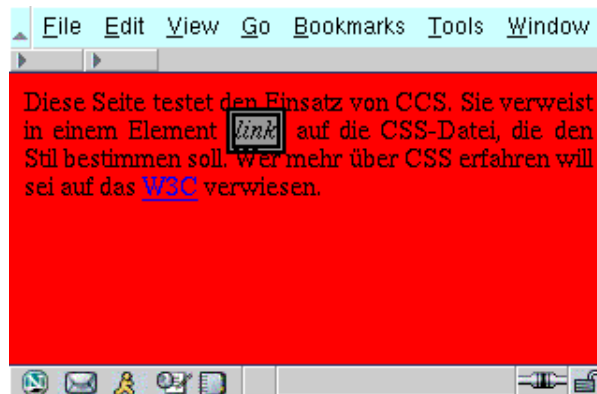 File Edit View Go Bookmarks Tools Window
Diese Seite testet den Einsatz von CCS. Sie verweist
in einem Element link auf die CSS-Datei, die den
Stil bestimmen soll. Wer mehr über CSS erfahren will
sei auf das W3C verwiesen.